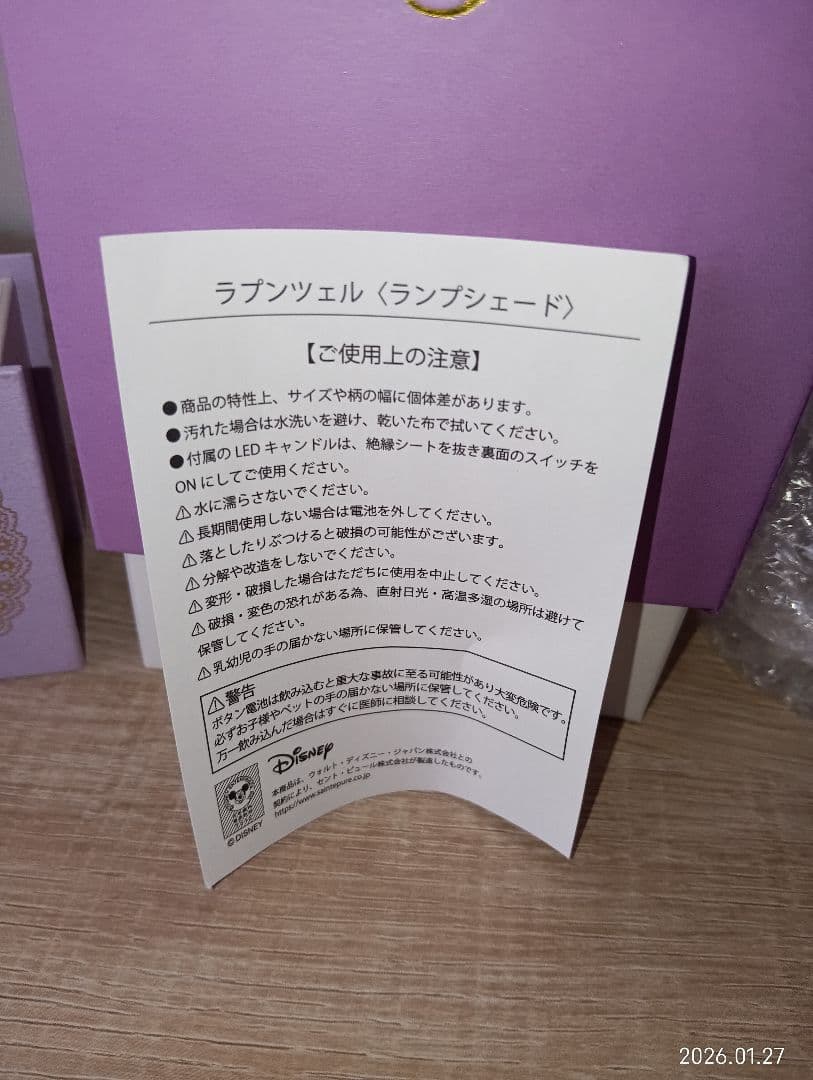 ラプンツェル〈ランプシェード〉
【ご使用上の注意】
●商品の特性上、サイズや柄の幅に個体差があります。
●汚れた場合は水洗いを避け、乾いた布で拭いてください。
●付属のLEDキャンドルは、絶縁シートを抜き裏面のスイッチを
ONにしてご使用ください。
⚠水に濡らさないでください。
⚠長期間使用しない場合は電池を外してください。
⚠落としたりぶつけると破損の可能性がございます。
⚠分解や改造をしないでください。
⚠変形・破損した場合はただちに使用を中止してください。
⚠破損・変色の恐れがある為、直射日光・高温多湿の場所は避けて
保管してください。
⚠乳幼児の手の届かない場所に保管してください。
⚠警告
ボタン電池は飲み込むと重大な事故に至る可能性があり大変危険です。
必ずお子様やペットの手の届かない場所に保管してください。
万一飲み込んだ場合はすぐに医師に相談してください。
DISNEY
本商品は、ウォルト・ディズニー・ジャパン株式会社との
契約により、セント・ピュール株式会社が製造したものです。
https://www.saintepure.co.jp
©DISNEY
2026.01.27